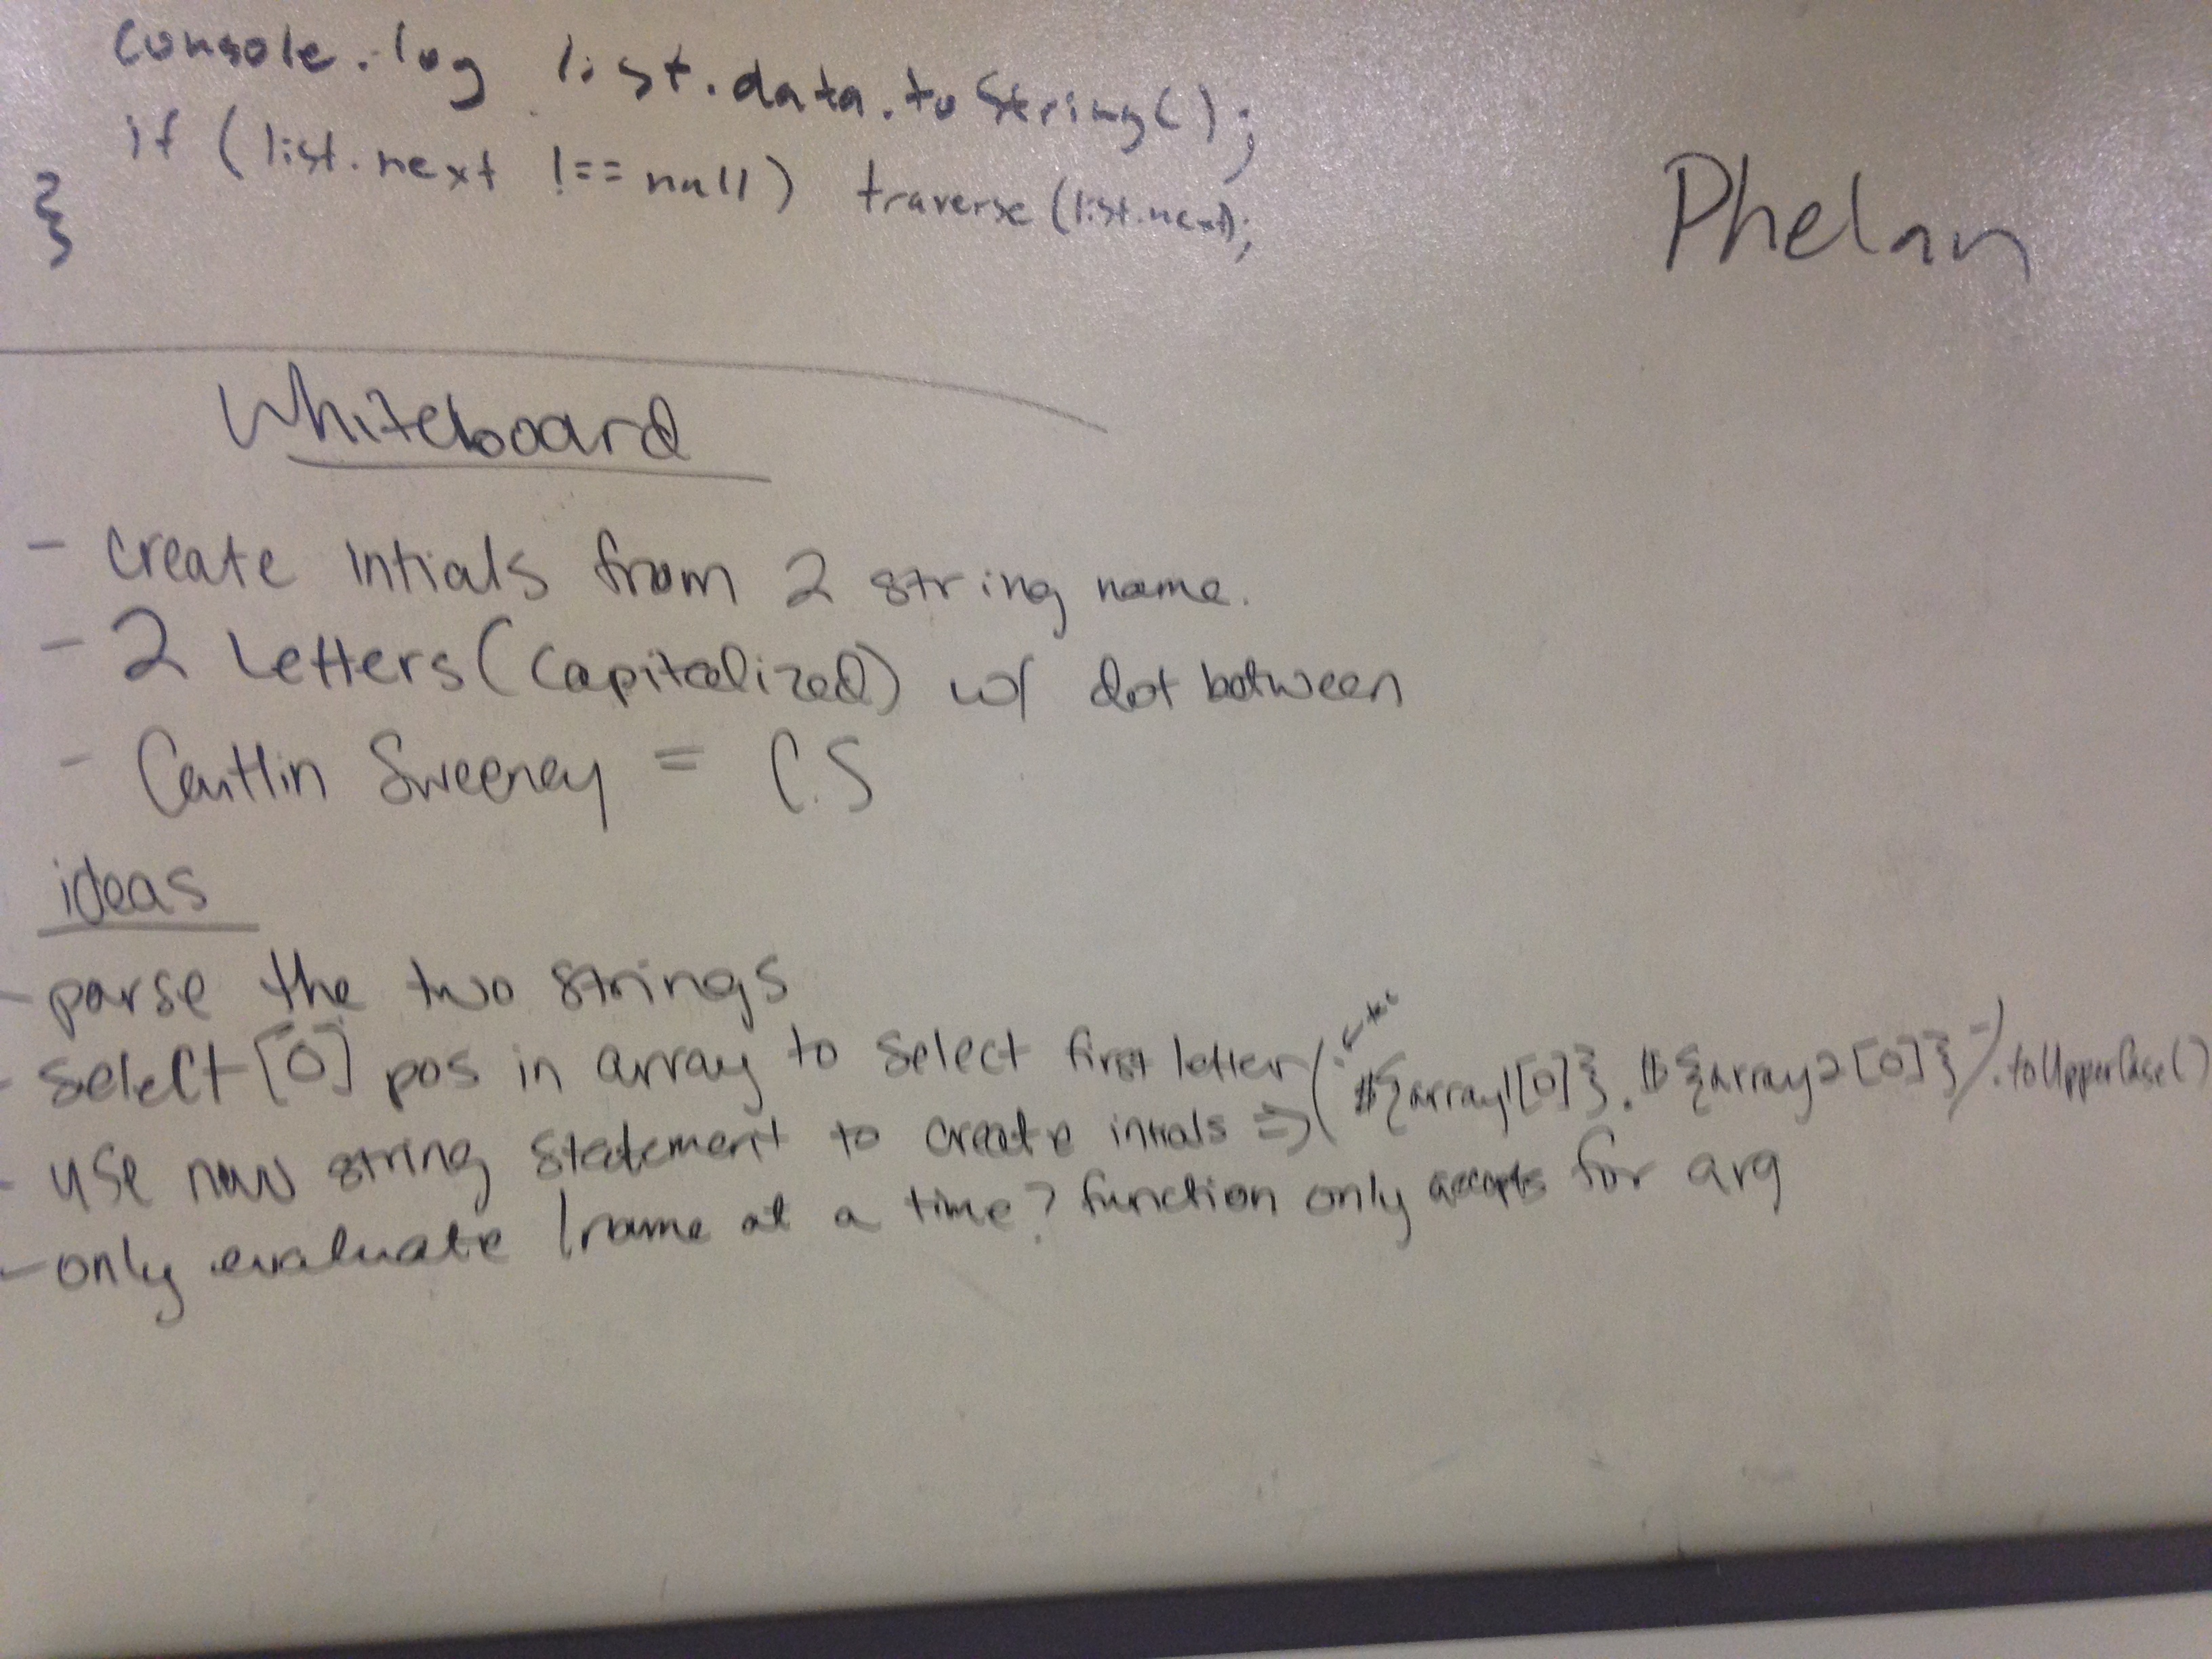 console.log list.data.toString();
if (list.next !== null) traverse (list.next);
}
Phelan
Whiteboard
- create intials from 2 string name.
- 2 Letters (capitalized) w/ dot between
- Caitlin Sweeney = C.S
ideas
- parse the two strings
- select [0] pos in array to select first letter
- use new string statement to create intials => (`${array1[0]}.${array2[0]}`).toUpperCase()
- only evaluate 1 name at a time? function only accepts for arg